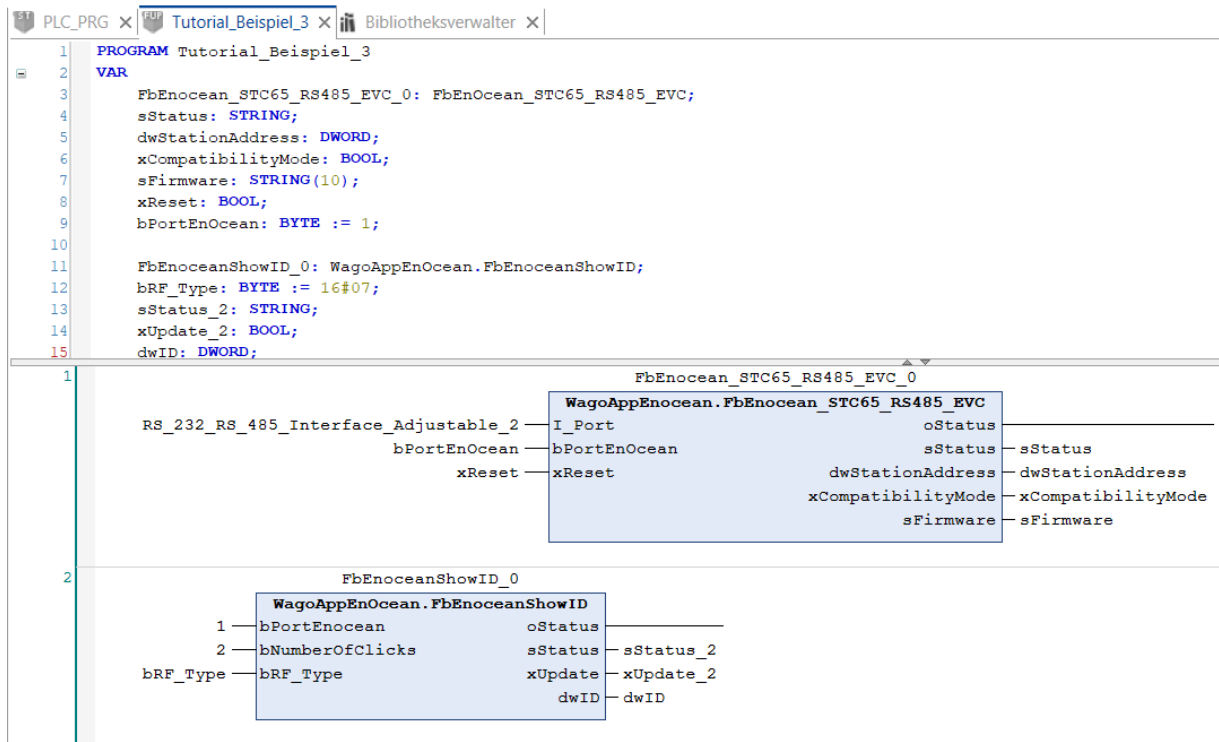 ST PLC_PRG FUP Tutorial_Beispiel_3 Bibliotheksverwalter
1 PROGRAM Tutorial_Beispiel_3
2 VAR
3 FbEnocean_STC65_RS485_EVC_0: FbEnOcean_STC65_RS485_EVC;
4 sStatus: STRING;
5 dwStationAddress: DWORD;
6 xCompatibilityMode: BOOL;
7 sFirmware: STRING(10);
8 xReset: BOOL;
9 bPortEnOcean: BYTE := 1;
10
11 FbEnoceanShowID_0: WagoAppEnOcean.FbEnoceanShowID;
12 bRF_Type: BYTE := 16#07;
13 sStatus_2: STRING;
14 xUpdate_2: BOOL;
15 dwID: DWORD;
1 FbEnocean_STC65_RS485_EVC_0
WagoAppEnocean.FbEnocean_STC65_RS485_EVC
RS_232_RS_485_Interface_Adjustable_2 I_Port oStatus
bPortEnOcean bPortEnOcean sStatus sStatus
xReset xReset dwStationAddress dwStationAddress
xCompatibilityMode xCompatibilityMode
sFirmware sFirmware
2 FbEnoceanShowID_0
WagoAppEnOcean.FbEnoceanShowID
1 bPortEnocean oStatus
2 bNumberOfClicks sStatus sStatus_2
bRF_Type bRF_Type xUpdate xUpdate_2
dwID dwID